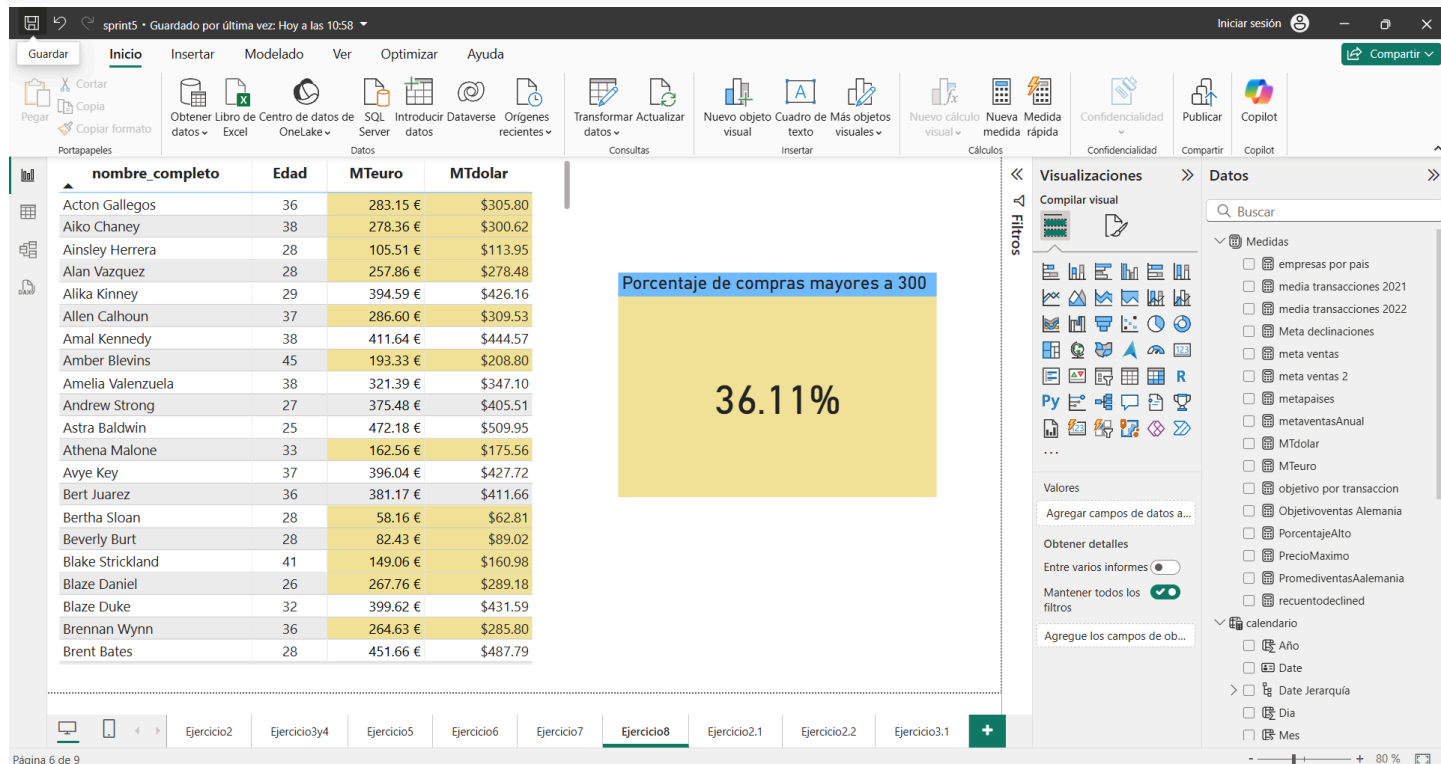 sprint5 • Guardado por última vez: Hoy a las 10:58
Iniciar sesión
Guardar
Inicio Insertar Modelado Ver Optimizar Ayuda
Compartir
Pegar
Cortar
Copia
Copiar formato
Portapapeles
Obtener datos
Libro de Excel
Centro de datos de OneLake
SQL Server
Introducir datos
Dataverse
Orígenes recientes
Datos
Transformar datos
Actualizar
Consultas
Nuevo objeto visual
Cuadro de texto
Más objetos visuales
Insertar
Nuevo cálculo visual
Nueva medida
Medida rápida
Cálculos
Confidencialidad
Confidencialidad
Publicar
Compartir
Copilot
Copilot
DAX
nombre_completo Edad MTeuro MTdolar
Acton Gallegos 36 283.15 € $305.80
Aiko Chaney 38 278.36 € $300.62
Ainsley Herrera 28 105.51 € $113.95
Alan Vazquez 28 257.86 € $278.48
Alika Kinney 29 394.59 € $426.16
Allen Calhoun 37 286.60 € $309.53
Amal Kennedy 38 411.64 € $444.57
Amber Blevins 45 193.33 € $208.80
Amelia Valenzuela 38 321.39 € $347.10
Andrew Strong 27 375.48 € $405.51
Astra Baldwin 25 472.18 € $509.95
Athena Malone 33 162.56 € $175.56
Avye Key 37 396.04 € $427.72
Bert Juarez 36 381.17 € $411.66
Bertha Sloan 28 58.16 € $62.81
Beverly Burt 28 82.43 € $89.02
Blake Strickland 41 149.06 € $160.98
Blaze Daniel 26 267.76 € $289.18
Blaze Duke 32 399.62 € $431.59
Brennan Wynn 36 264.63 € $285.80
Brent Bates 28 451.66 € $487.79
Porcentaje de compras mayores a 300
36.11%
Filtros
Visualizaciones
Compilar visual
123
R
Py
123
...
Valores
Agregar campos de datos a...
Obtener detalles
Entre varios informes
Mantener todos los
filtros
Agregue los campos de ob...
Datos
Buscar
Medidas
empresas por pais
media transacciones 2021
media transacciones 2022
Meta declinaciones
meta ventas
meta ventas 2
metapaises
metaventasAnual
MTdolar
MTeuro
objetivo por transaccion
Objetivoventas Alemania
PorcentajeAlto
PrecioMaximo
PromediventasAalemania
recuentodeclined
calendario
Año
Date
Date Jerarquía
Dia
Mes
Ejercicio2 Ejercicio3y4 Ejercicio5 Ejercicio6 Ejercicio7 Ejercicio8 Ejercicio2.1 Ejercicio2.2 Ejercicio3.1 +
Página 6 de 9
- + 80 %